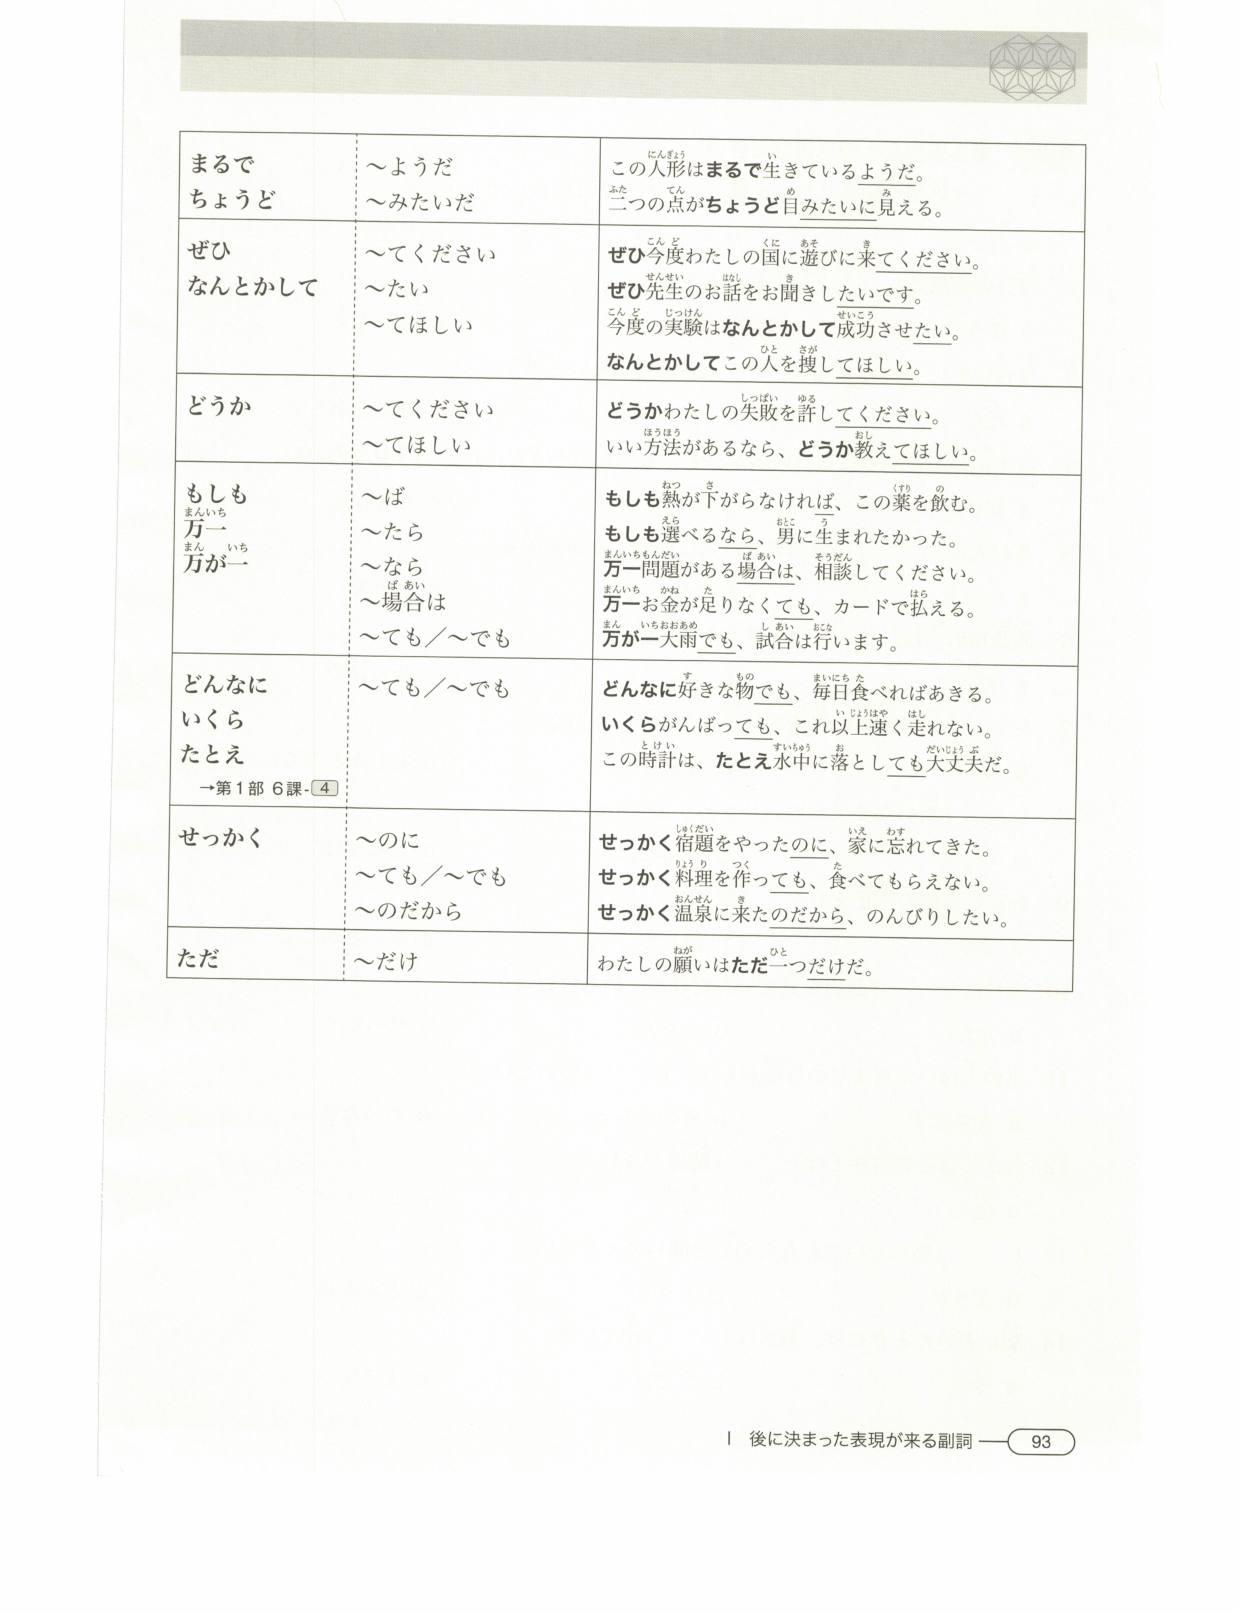 まるで ～ようだ この人形はまるで生きているようだ。
ちょうど ～みたいだ 二つの点がちょうど目みたいに見える。
ぜひ ～てください ぜひ今度わたしの国に遊びに来てください。
なんとかして ～たい ぜひ先生のお話をお聞きしたいです。
～てほしい 今度の実験はなんとかして成功させたい。
なんとかしてこの人を捜してほしい。
どうか ～てください どうかわたしの失敗を許してください。
～てほしい いい方法があるなら、どうか教えてほしい。
もしも ～ば もしも熱が下がらなければ、この薬を飲む。
万一 ～たら もしも選べるなら、男に生まれたかった。
万が一 ～なら 万一問題がある場合は、相談してください。
～場合は 万一お金が足りなくても、カードで払える。
～ても／～でも 万が一大雨でも、試合は行います。
どんなに ～ても／～でも どんなに好きな物でも、毎日食べればあきる。
いくら いくらがんばっても、これ以上速く走れない。
たとえ この時計は、たとえ水中に落としても大丈夫だ。
→第1部 6課-4
せっかく ～のに せっかく宿題をやったのに、家に忘れてきた。
～ても／～でも せっかく料理を作っても、食べてもらえない。
～のだから せっかく温泉に来たのだから、のんびりしたい。
ただ ～だけ わたしの願いはただ一つだけだ。
I 後に決まった表現が来る副詞 93